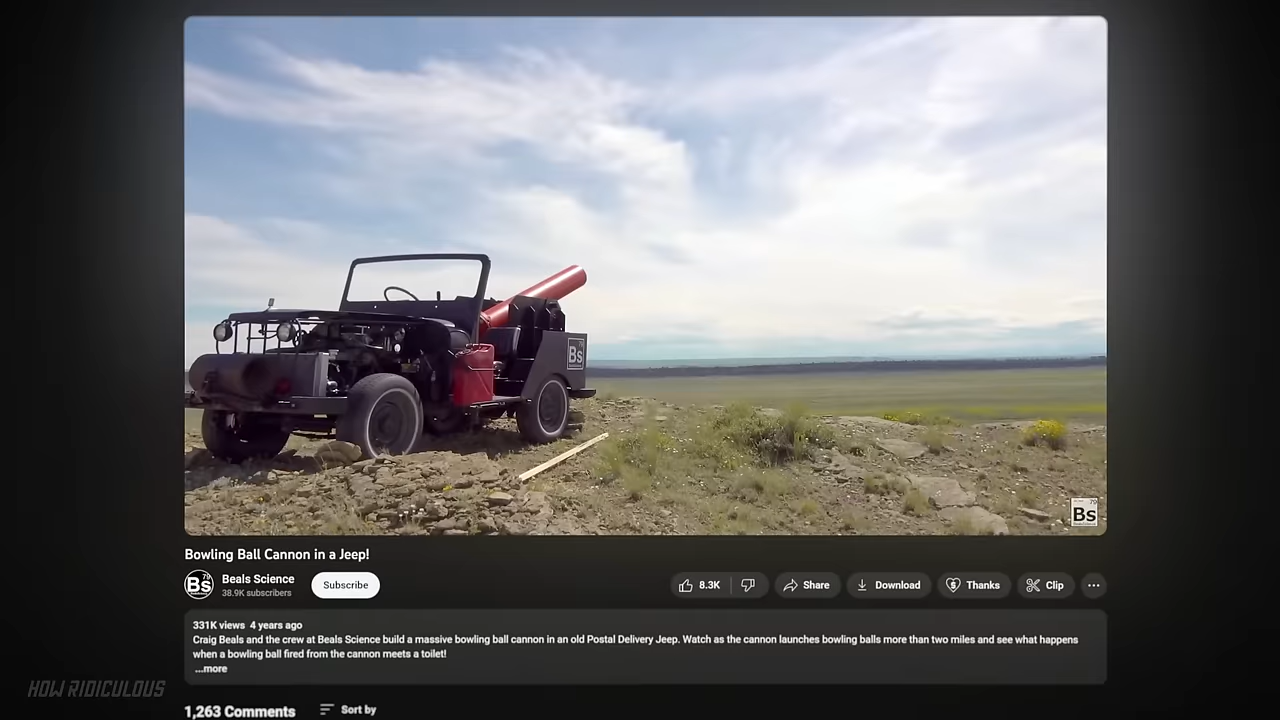 Bs
79
Bs
Bowling Ball Cannon in a Jeep!
79
Bs
Beals Science
38.9K subscribers
Subscribe
8.3K
Share
Download
Thanks
Clip
331K views 4 years ago
Craig Beals and the crew at Beals Science build a massive bowling ball cannon in an old Postal Delivery Jeep. Watch as the cannon launches bowling balls more than two miles and see what happens
when a bowling ball fired from the cannon meets a toilet!
...more
HOW RIDICULOUS
1,263 Comments
Sort by